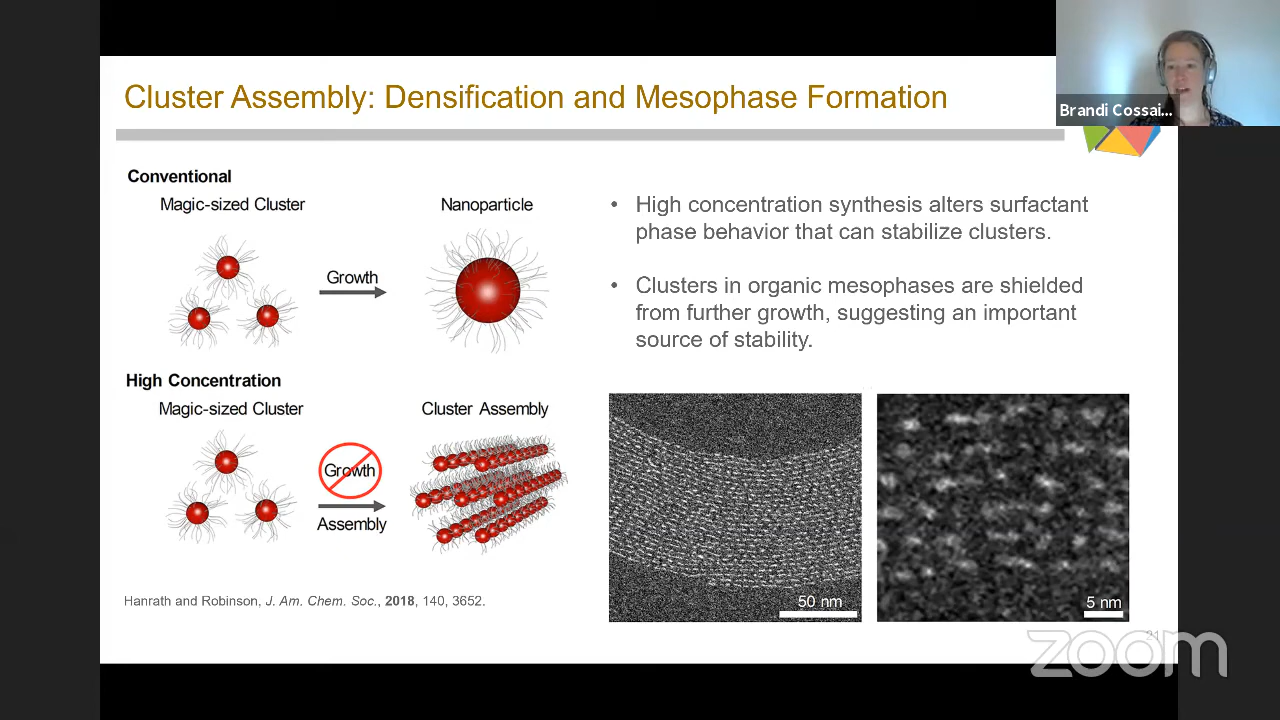 Cluster Assembly: Densification and Mesophase Formation
Brandi Cossai...
Conventional
Magic-sized Cluster
Nanoparticle
Growth
High Concentration
Magic-sized Cluster
Cluster Assembly
Growth
Assembly
Hanrath and Robinson, J. Am. Chem. Soc., 2018, 140, 3652.
• High concentration synthesis alters surfactant
phase behavior that can stabilize clusters.
• Clusters in organic mesophases are shielded
from further growth, suggesting an important
source of stability.
50 nm
5 nm
21
zoom